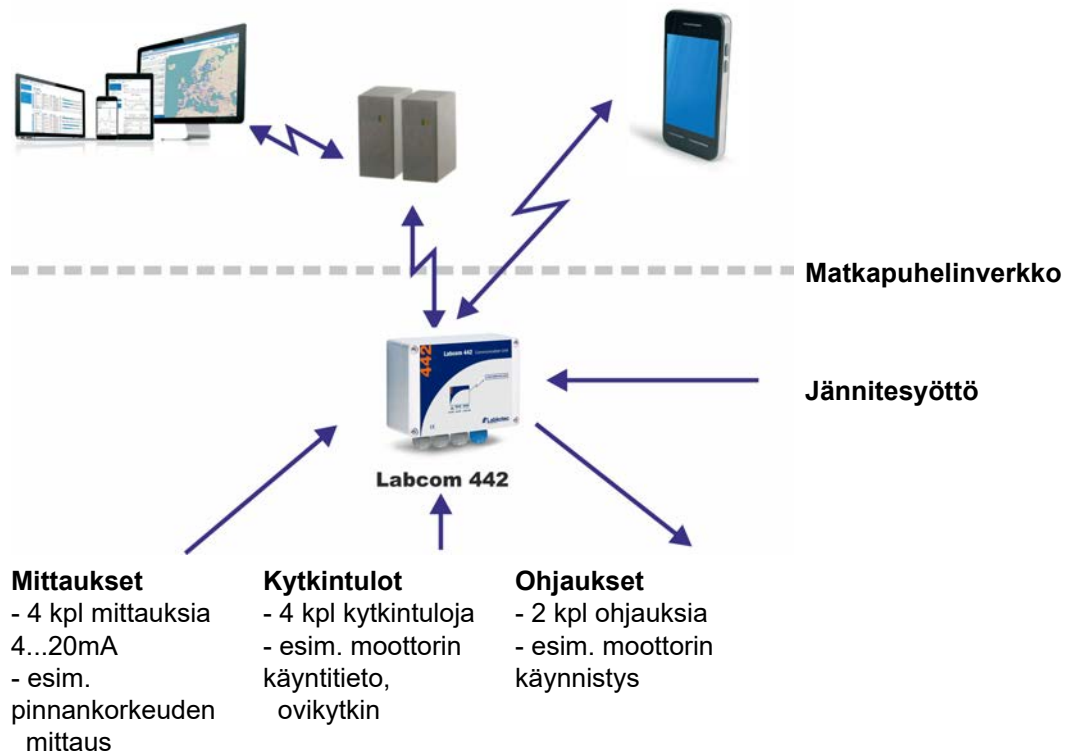 Matkapuhelinverkko
442
Labcom 442
Labkotec
Jännitesyöttö
Labcom 442
Mittaukset
- 4 kpl mittauksia
4...20mA
- esim.
pinnankorkeuden
mittaus
Kytkintulot
- 4 kpl kytkintuloja
- esim. moottorin
käyntitieto,
ovikytkin
Ohjaukset
- 2 kpl ohjauksia
- esim. moottorin
käynnistys